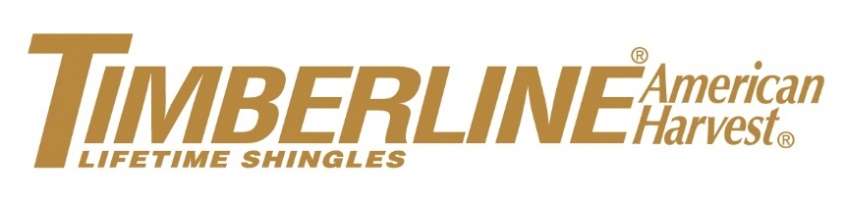 TIMBERLINE® American
Harvest®
LIFETIME SHINGLES